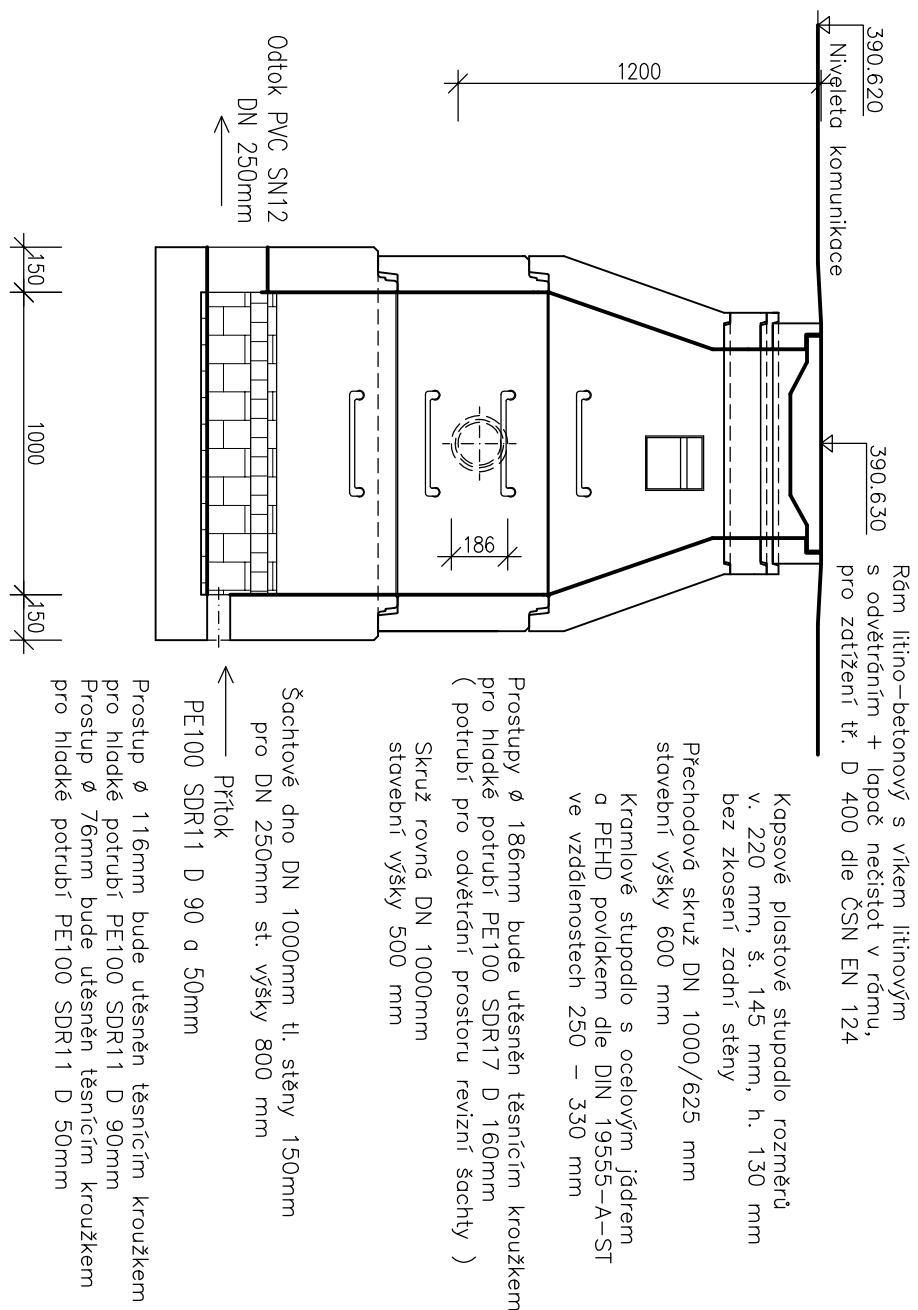 390.620
Niveleta komunikace
390.630
1200
Rám litino-betonový s víkem litinovým
s odvětráním + lapač nečistot v rámu,
pro zatížení tř. D 400 dle ČSN EN 124
Kapsové plastové stupadlo rozměrů
v. 220 mm, š. 145 mm, h. 130 mm
bez zkosení zadní stěny
Přechodová skruž DN 1000/625 mm
stavební výšky 600 mm
Kramlové stupadlo s ocelovým jádrem
a PEHD povlakem dle DIN 19555-A-ST
ve vzdálenostech 250 - 330 mm
186
Prostupy ø 186mm bude utěsněn těsnícím kroužkem
pro hladké potrubí PE100 SDR17 D 160mm
( potrubí pro odvětrání prostoru revizní šachty )
Skruž rovná DN 1000mm
stavební výšky 500 mm
Odtok PVC SN12
DN 250mm
Šachtové dno DN 1000mm tl. stěny 150mm
pro DN 250mm st. výšky 800 mm
Přítok
PE100 SDR11 D 90 a 50mm
Prostup ø 116mm bude utěsněn těsnícím kroužkem
pro hladké potrubí PE100 SDR11 D 90mm
Prostup ø 76mm bude utěsněn těsnícím kroužkem
pro hladké potrubí PE100 SDR11 D 50mm
150
1000
150